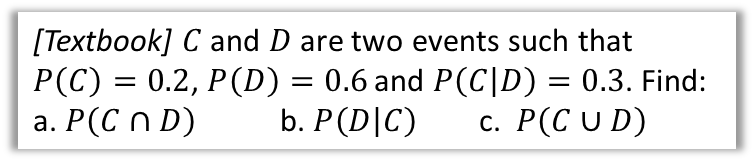 [Textbook] C and D are two events such that
P(C) = 0.2, P(D) = 0.6 and P(C|D) = 0.3. Find:
a. P(C ∩ D) b. P(D|C) c. P(C ∪ D)